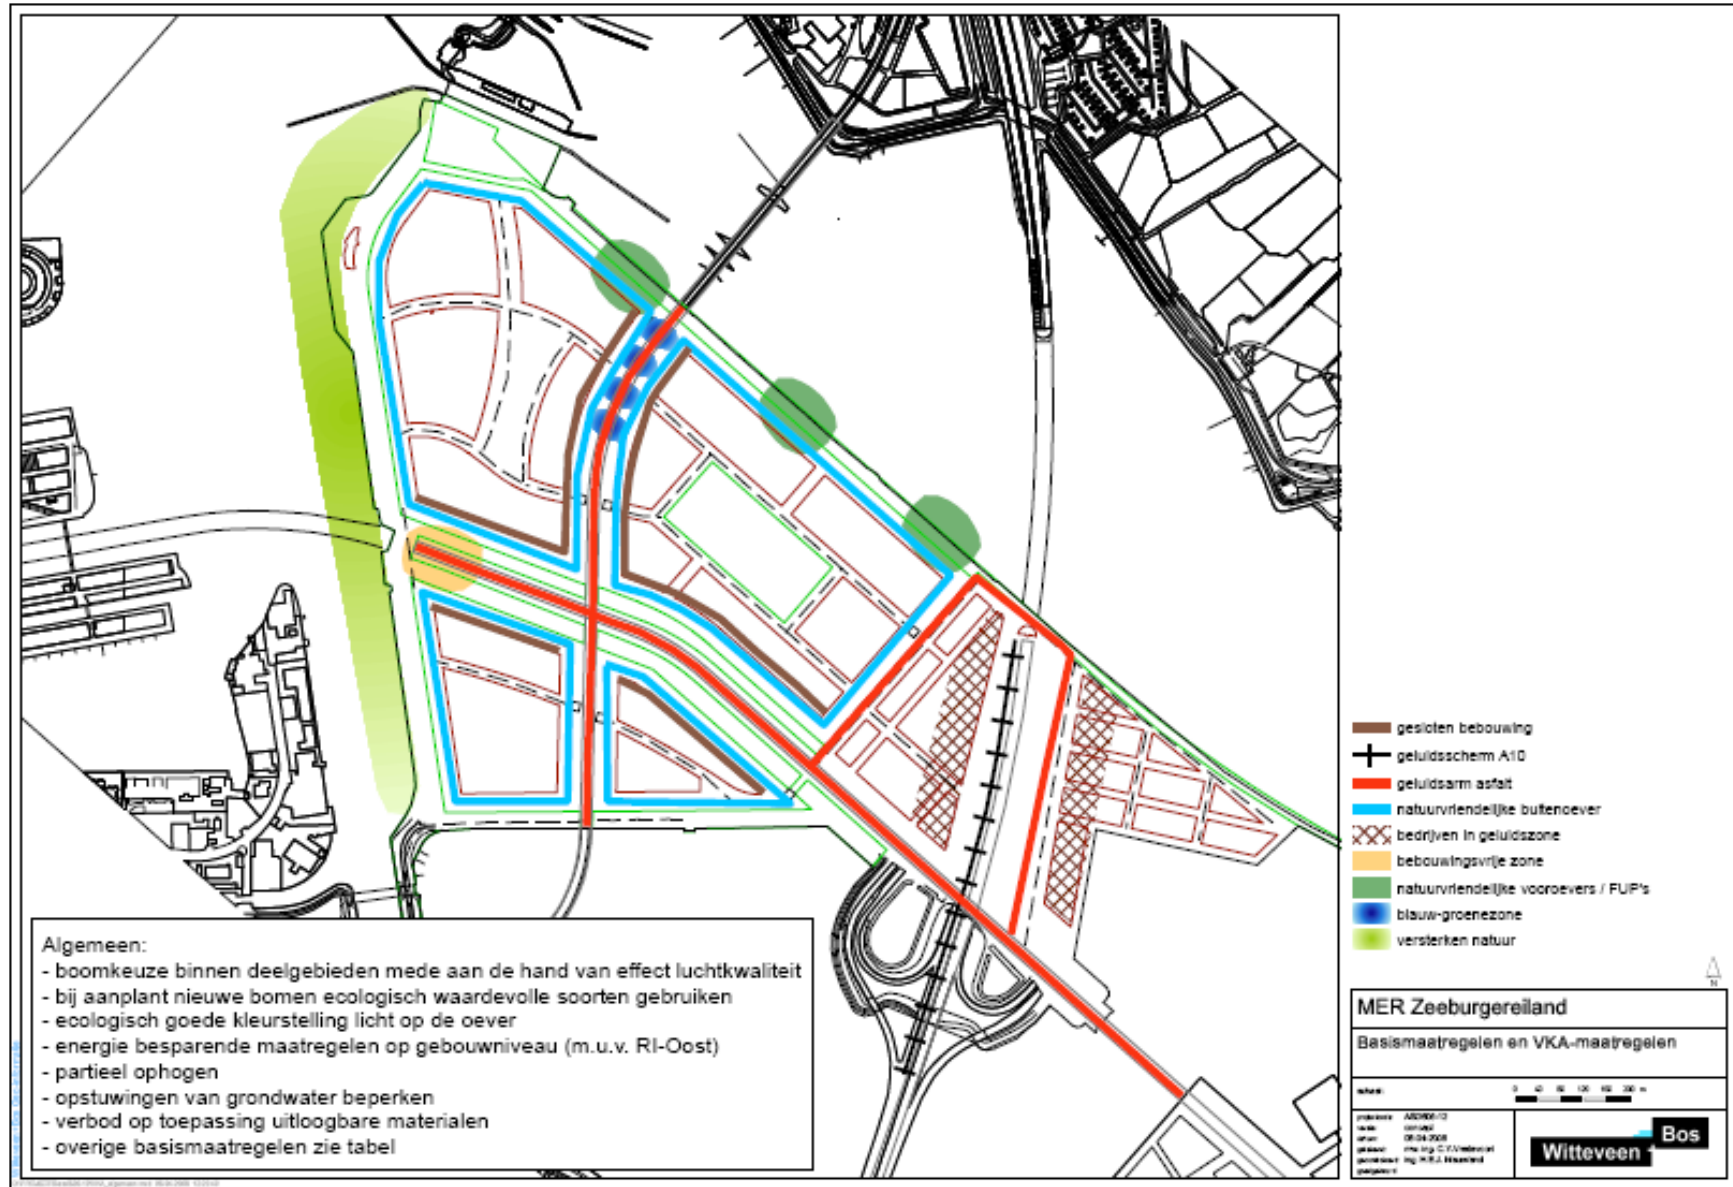 gesloten bebouwing
geluidsscherm A10
geluidsarm asfalt
natuurvriendelijke buitenoever
bedrijven in geluidszone
bebouwingsvrije zone
natuurvriendelijke vooroevers / FUP's
blauw-groenezone
versterken natuur
Algemeen:
- boomkeuze binnen deelgebieden mede aan de hand van effect luchtkwaliteit
- bij aanplant nieuwe bomen ecologisch waardevolle soorten gebruiken
- ecologisch goede kleurstelling licht op de oever
- energie besparende maatregelen op gebouwniveau (m.u.v. RI-Oost)
- partieel ophogen
- opstuwingen van grondwater beperken
- verbod op toepassing uitloogbare materialen
- overige basismaatregelen zie tabel
N
MER Zeeburgereiland
Basismaatregelen en VKA-maatregelen
Witteveen + Bos